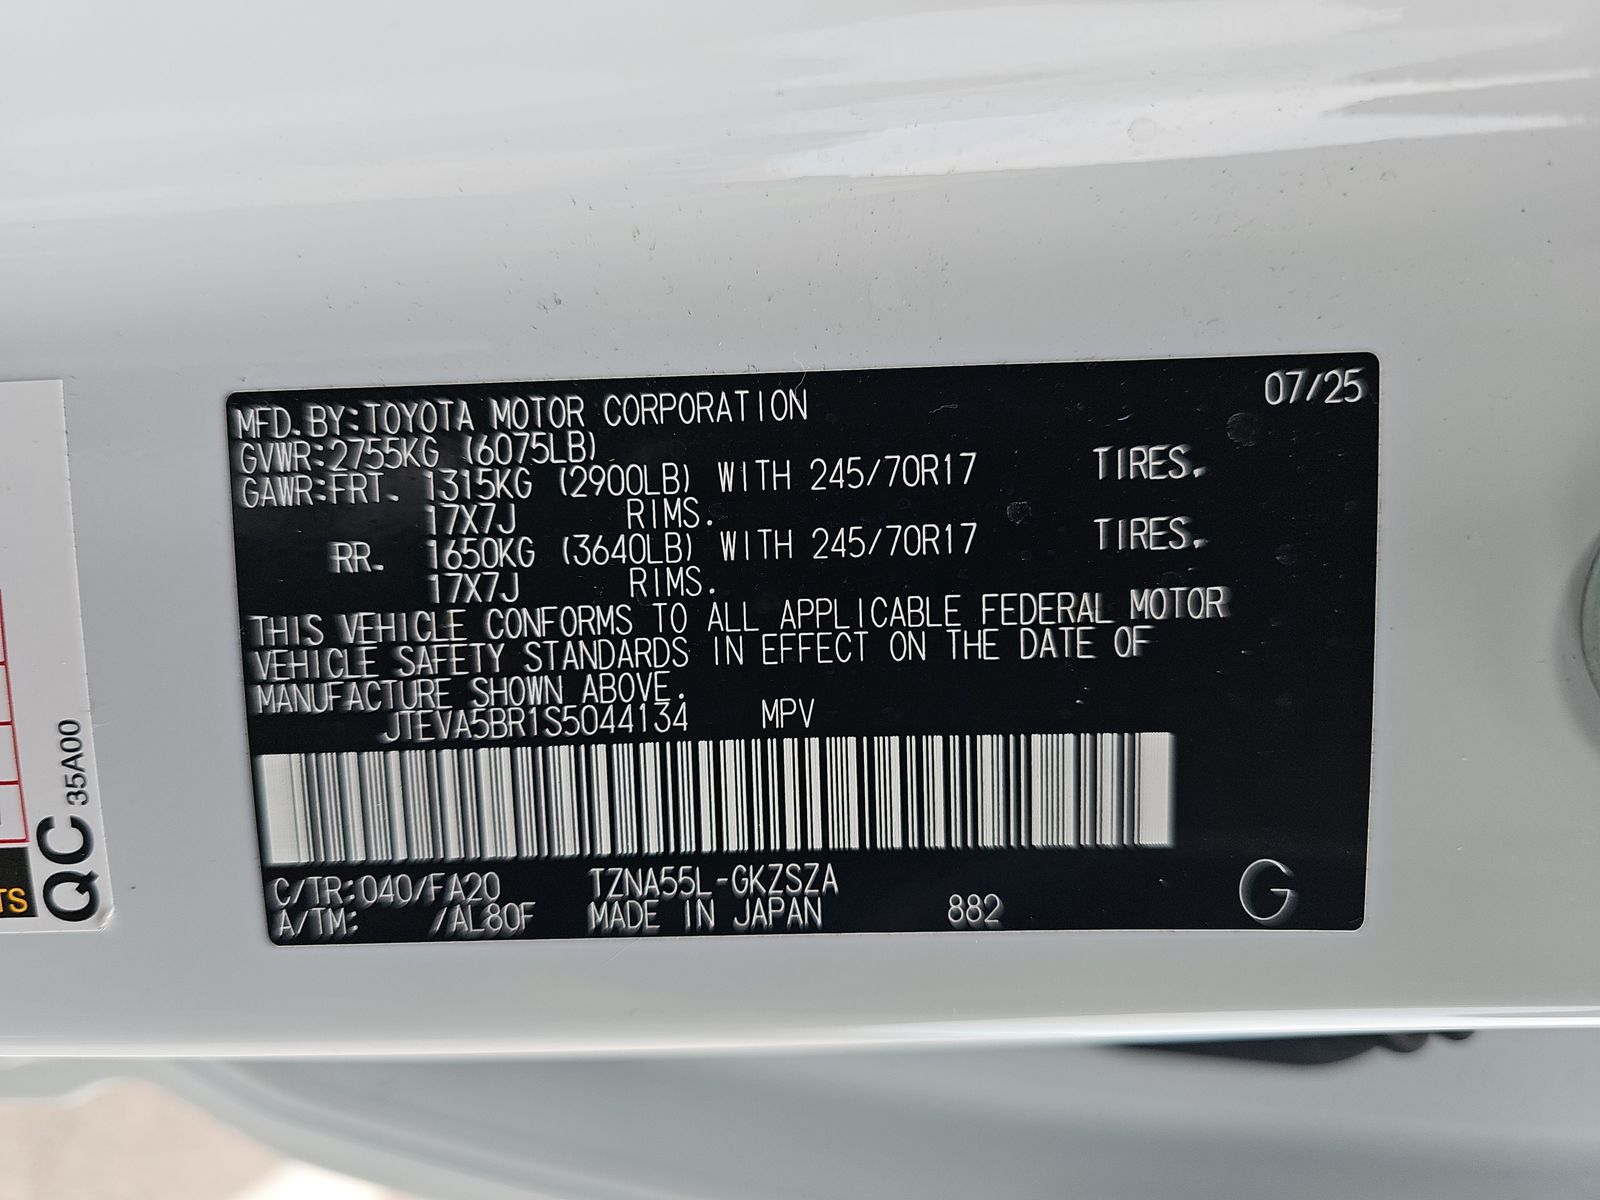 07/25
MFD. BY:TOYOTA MOTOR CORPORATION
GVWR:2755KG (6075LB)
GAWR:FRT. 1315KG (2900LB) WITH 245/70R17 TIRES.
17X7J RIMS.
RR. 1650KG (3640LB) WITH 245/70R17 TIRES.
17X7J RIMS.
THIS VEHICLE CONFORMS TO ALL APPLICABLE FEDERAL MOTOR
VEHICLE SAFETY STANDARDS IN EFFECT ON THE DATE OF
MANUFACTURE SHOWN ABOVE.
JTEVA5BR1S5044134 MPV
C/TR:040/FA20 TZNA55L-GKZSZA
A/TM: /AL80F MADE IN JAPAN 882 G
QC 35A00
TS